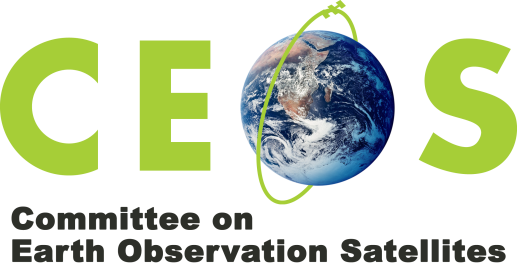 CEOS
Committee on
Earth Observation Satellites